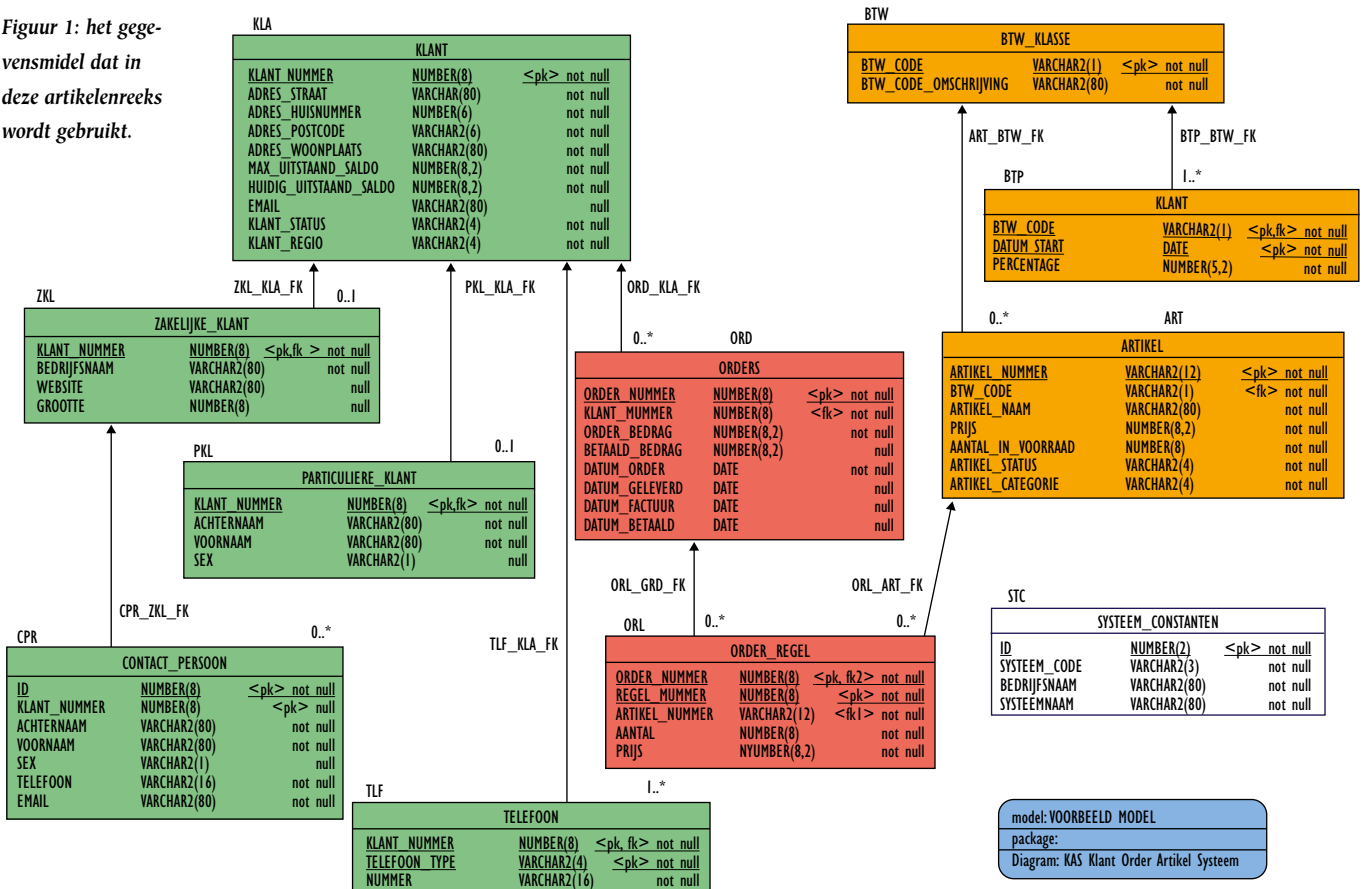 Figuur 1: het gege-
vensmidel dat in
deze artikelenreeks
wordt gebruikt.
KLA
KLANT
KLANT NUMMER NUMBER(8) <pk> not null
ADRES_STRAAT VARCHAR(80) not null
ADRES_HUISNUMMER NUMBER(6) not null
ADRES_POSTCODE VARCHAR2(6) not null
ADRES_WOONPLAATS VARCHAR2(80) not null
MAX_UITSTAAND_SALDO NUMBER(8,2) not null
HUIDIG_UITSTAAND_SALDO NUMBER(8,2) not null
EMAIL VARCHAR2(80) null
KLANT_STATUS VARCHAR2(4) not null
KLANT_REGIO VARCHAR2(4) not null
BTW
BTW_KLASSE
BTW_CODE VARCHAR2(1) <pk> not null
BTW_CODE_OMSCHRIJVING VARCHAR2(80) not null
ART_BTW_FK
BTP_BTW_FK
BTP
1..*
KLANT
BTW_CODE VARCHAR2(1) <pk,fk> not null
DATUM START DATE <pk> not null
PERCENTAGE NUMBER(5,2) not null
ZKL_KLA_FK
PKL_KLA_FK
ORD_KLA_FK
ZKL
0..1
ZAKELIJKE_KLANT
KLANT_NUMMER NUMBER(8) <pk,fk > not null
BEDRIJFSNAAM VARCHAR2(80) not null
WEBSITE VARCHAR2(80) null
GROOTTE NUMBER(8) null
0..*
ORD
ORDERS
ORDER_NUMMER NUMBER(8) <pk> not null
KLANT_MUMMER NUMBER(8) <fk> not null
ORDER_BEDRAG NUMBER(8,2) not null
BETAALD_BEDRAG NUMBER(8,2) null
DATUM_ORDER DATE not null
DATUM_GELEVERD DATE null
DATUM_FACTUUR DATE null
DATUM_BETAALD DATE null
0..*
ART
ARTIKEL
ARTIKEL_NUMMER VARCHAR2(12) <pk> not null
BTW_CODE VARCHAR2(1) <fk> not null
ARTIKEL_NAAM VARCHAR2(80) not null
PRIJS NUMBER(8,2) not null
AANTAL_IN_VOORRAAD NUMBER(8) not null
ARTIKEL_STATUS VARCHAR2(4) not null
ARTIKEL_CATEGORIE VARCHAR2(4) not null
PKL
0..1
PARTICULIERE_KLANT
KLANT_NUMMER NUMBER(8) <pk,fk> not null
ACHTERNAAM VARCHAR2(80) not null
VOORNAAM VARCHAR2(80) not null
SEX VARCHAR2(1) null
CPR_ZKL_FK
TLF_KLA_FK
ORL_GRD_FK
ORL_ART_FK
CPR
0..*
CONTACT_PERSOON
ID NUMBER(8) <pk> not null
KLANT_NUMMER NUMBER(8) <pk> null
ACHTERNAAM VARCHAR2(80) not null
VOORNAAM VARCHAR2(80) not null
SEX VARCHAR2(1) null
TELEFOON VARCHAR2(16) not null
EMAIL VARCHAR2(80) not null
ORL
0..*
0..*
ORDER_REGEL
ORDER_NUMMER NUMBER(8) <pk, fk2> not null
REGEL_MUMMER NUMBER(8) <pk> not null
ARTIKEL_NUMMER VARCHAR2(12) <fk1> not null
AANTAL NUMBER(8) not null
PRIJS NYUMBER(8,2) not null
STC
SYSTEEM_CONSTANTEN
ID NUMBER(2) <pk> not null
SYSTEEM_CODE VARCHAR2(3) not null
BEDRIJFSNAAM VARCHAR2(80) not null
SYSTEEMNAAM VARCHAR2(80) not null
TLF
1..*
TELEFOON
KLANT_NUMMER NUMBER(8) <pk, fk> not null
TELEFOON_TYPE VARCHAR2(4) <pk> not null
NUMMER VARCHAR2(16) not null
model: VOORBEELD MODEL
package:
Diagram: KAS Klant Order Artikel Systeem